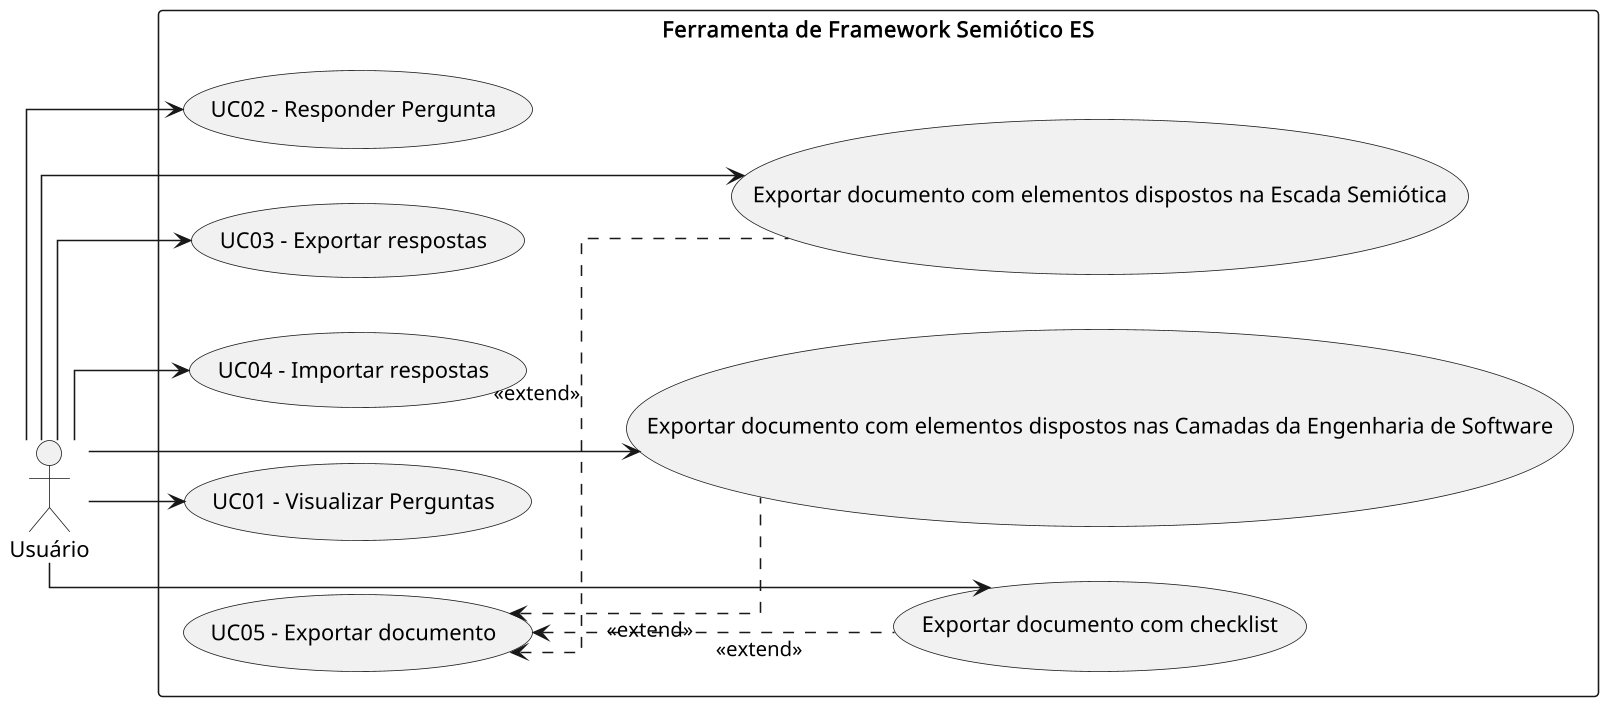 Ferramenta de Framework Semiótico ES
UC02 - Responder Pergunta
Exportar documento com elementos dispostos na Escada Semiótica
UC03 - Exportar respostas
UC04 - Importar respostas
«extend»
Exportar documento com elementos dispostos nas Camadas da Engenharia de Software
UC01 - Visualizar Perguntas
Usuário
UC05 - Exportar documento
«extend»
«extend»
Exportar documento com checklist